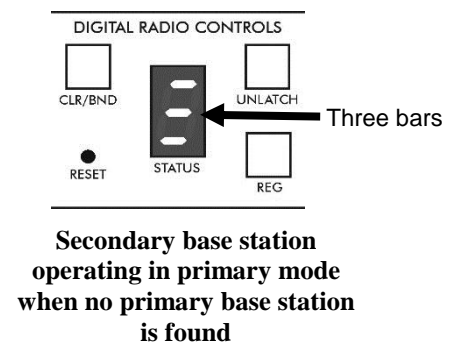 DIGITAL RADIO CONTROLS
CLR/BND
UNLATCH
Three bars
RESET
STATUS
REG
Secondary base station
operating in primary mode
when no primary base station
is found